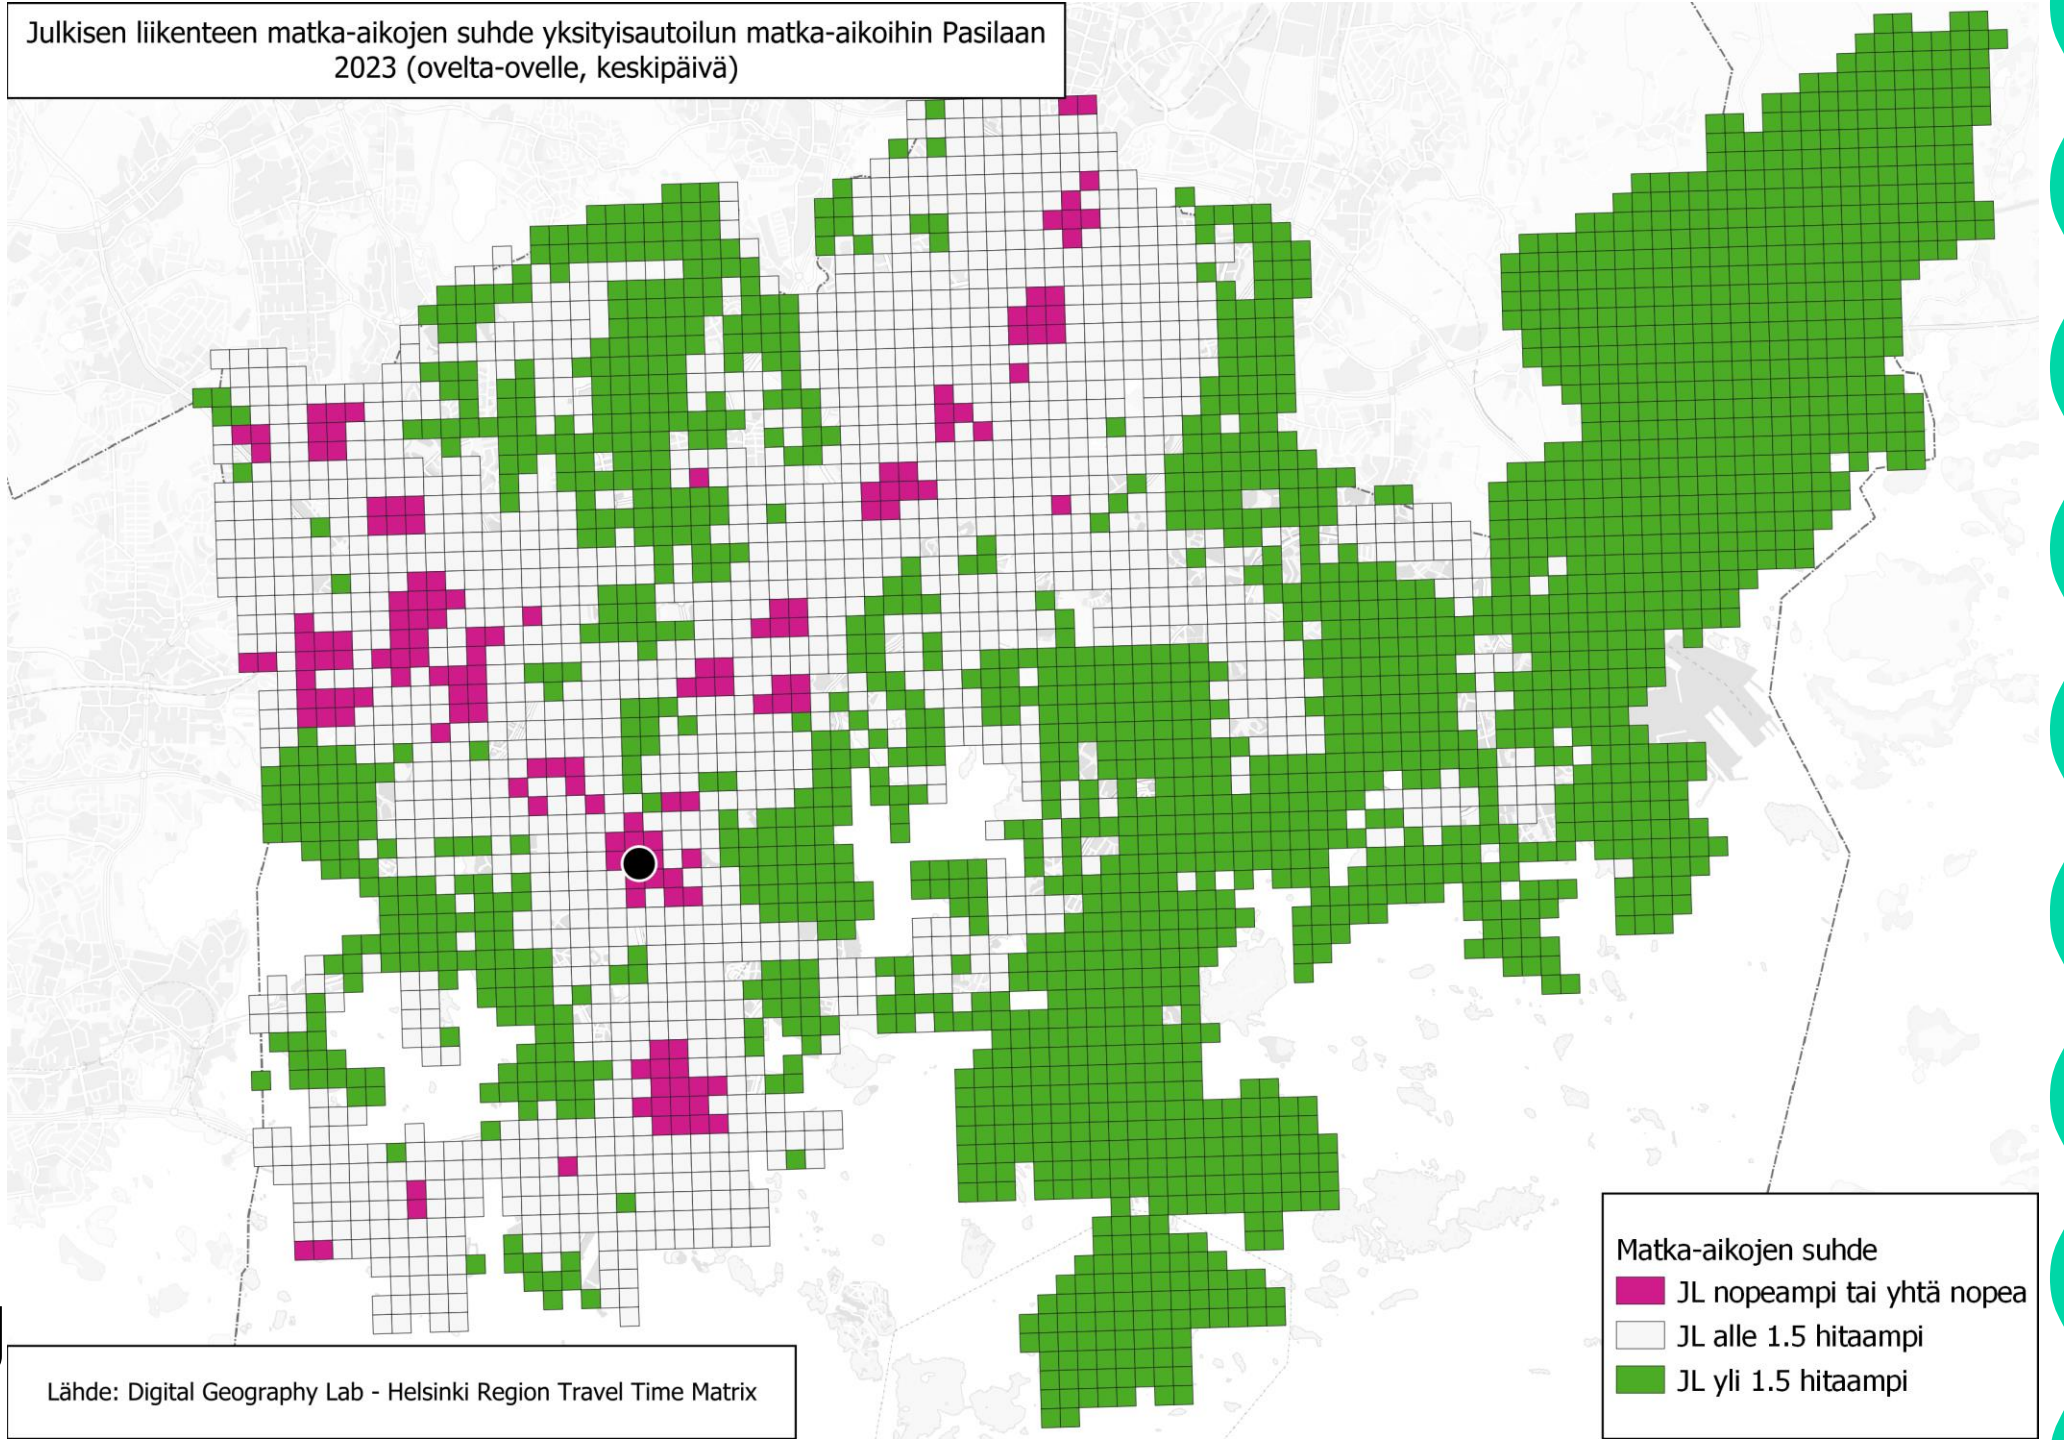 Julkisen liikenteen matka-aikojen suhde yksityisautoilun matka-aikoihin Pasilaan
2023 (ovelta-ovelle, keskipäivä)
Matka-aikojen suhde
JL nopeampi tai yhtä nopea
JL alle 1.5 hitaampi
JL yli 1.5 hitaampi
Lähde: Digital Geography Lab - Helsinki Region Travel Time Matrix